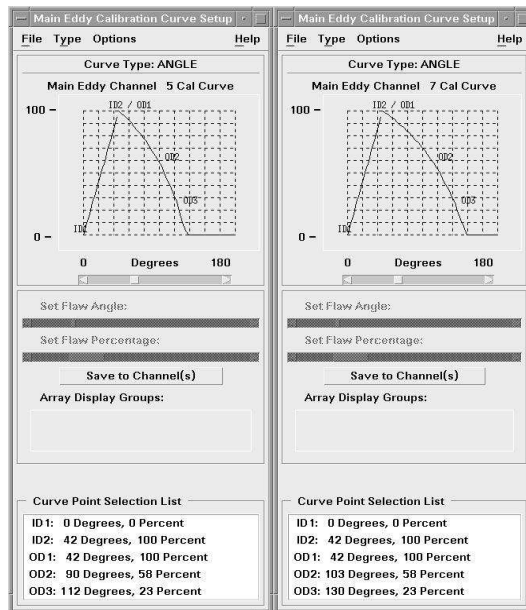 Main Eddy Calibration Curve Setup
File Type Options Help
Curve Type: ANGLE
Main Eddy Channel 5 Cal Curve
ID2 / OD1
100
OD2
OD3
ID1
0
0 Degrees 180
Set Flaw Angle:
Set Flaw Percentage:
Save to Channel(s)
Array Display Groups:
Curve Point Selection List
ID1: 0 Degrees, 0 Percent
ID2: 42 Degrees, 100 Percent
OD1: 42 Degrees, 100 Percent
OD2: 90 Degrees, 58 Percent
OD3: 112 Degrees, 23 Percent
Main Eddy Calibration Curve Setup
File Type Options Help
Curve Type: ANGLE
Main Eddy Channel 7 Cal Curve
ID2 / OD1
100
OD2
OD3
ID1
0
0 Degrees 180
Set Flaw Angle:
Set Flaw Percentage:
Save to Channel(s)
Array Display Groups:
Curve Point Selection List
ID1: 0 Degrees, 0 Percent
ID2: 42 Degrees, 100 Percent
OD1: 42 Degrees, 100 Percent
OD2: 103 Degrees, 58 Percent
OD3: 130 Degrees, 23 Percent